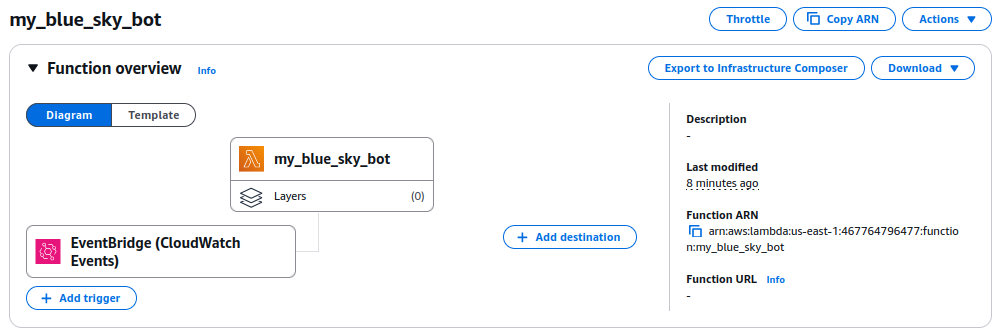 my_blue_sky_bot
Throttle
Copy ARN
Actions
Function overview
Info
Export to Infrastructure Composer
Download
Diagram
Template
my_blue_sky_bot
Layers
(0)
EventBridge (CloudWatch
Events)
Add trigger
Add destination
Description
-
Last modified
8 minutes ago
Function ARN
arn:aws:lambda:us-east-1:467764796477:functio
n:my_blue_sky_bot
Function URL
Info
-